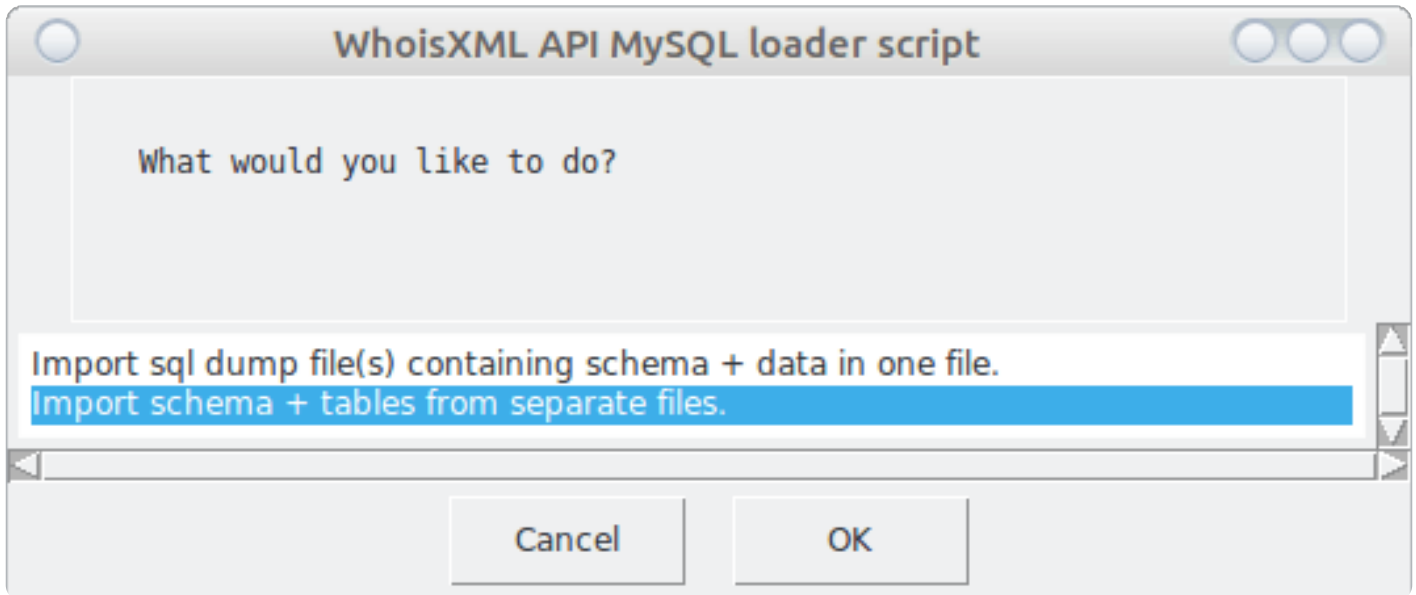 WhoisXML API MySQL loader script
What would you like to do?
Import sql dump file(s) containing schema + data in one file.
Import schema + tables from separate files.
Cancel
OK